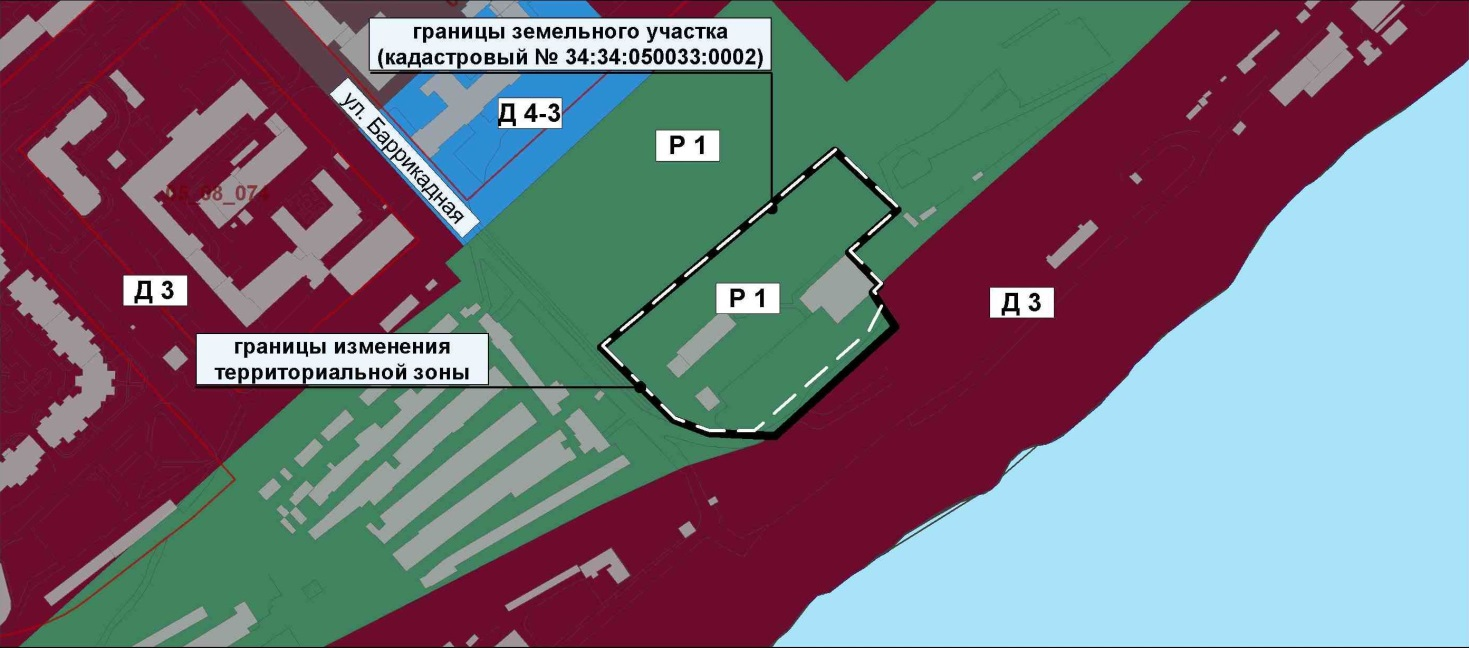 границы земельного участка
(кадастровый № 34:34:050033:0002)
Д 4-3
Р 1
ул. Баррикадная
Д 3
Р 1
Д 3
границы изменения
территориальной зоны